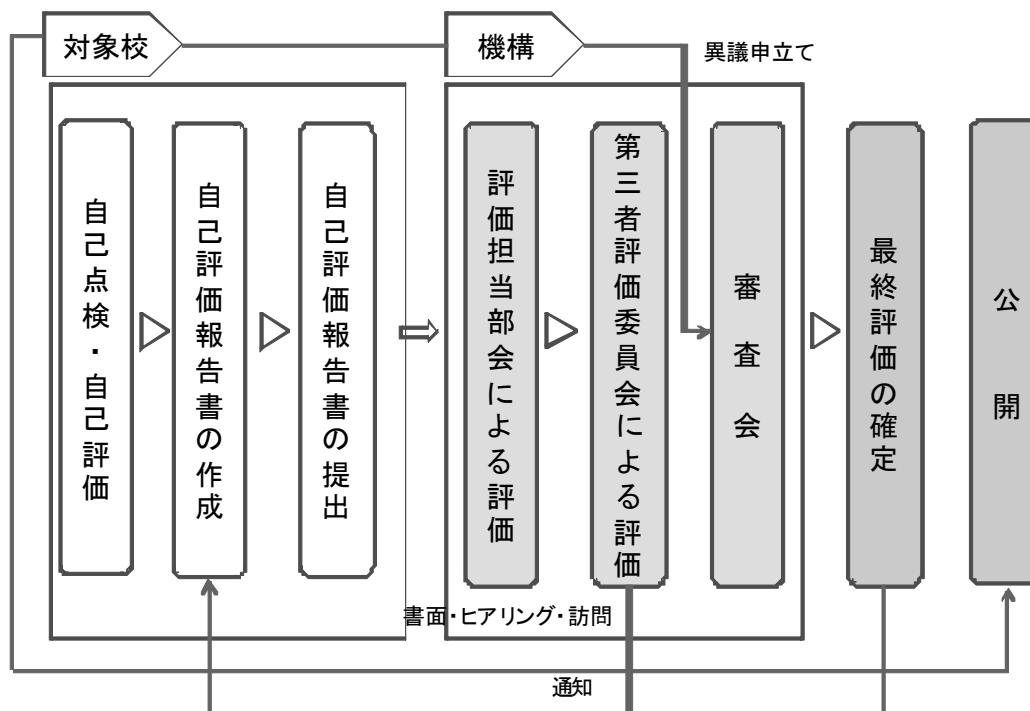 対象校
機構
異議申立て
自己点検・自己評価
自己評価報告書の作成
自己評価報告書の提出
評価担当部会による評価
第三者評価委員会による評価
審査会
最終評価の確定
公開
書面・ヒアリング・訪問
通知